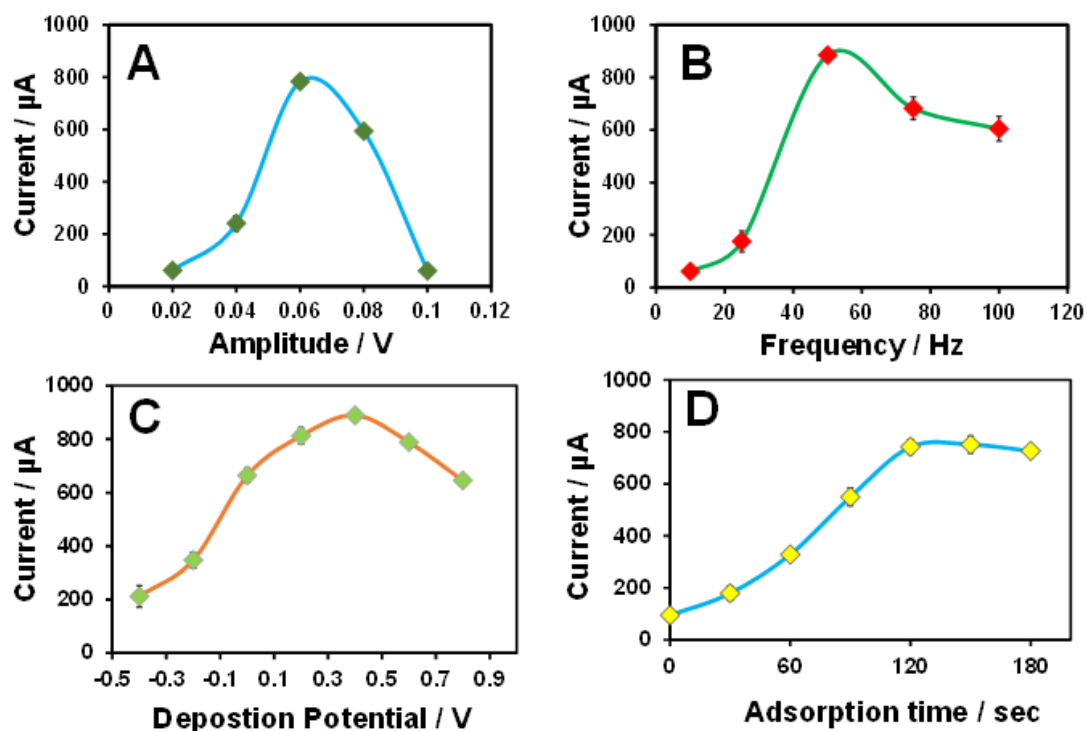 A
Current / µA
1000
800
600
400
200
0
0 0.02 0.04 0.06 0.08 0.1 0.12
Amplitude / V
B
Current / µA
1000
800
600
400
200
0
0 20 40 60 80 100 120
Frequency / Hz
C
Current / µA
1000
800
600
400
200
0
-0.5 -0.3 -0.1 0.1 0.3 0.5 0.7 0.9
Depostion Potential / V
D
Current / µA
1000
800
600
400
200
0
0 60 120 180
Adsorption time / sec